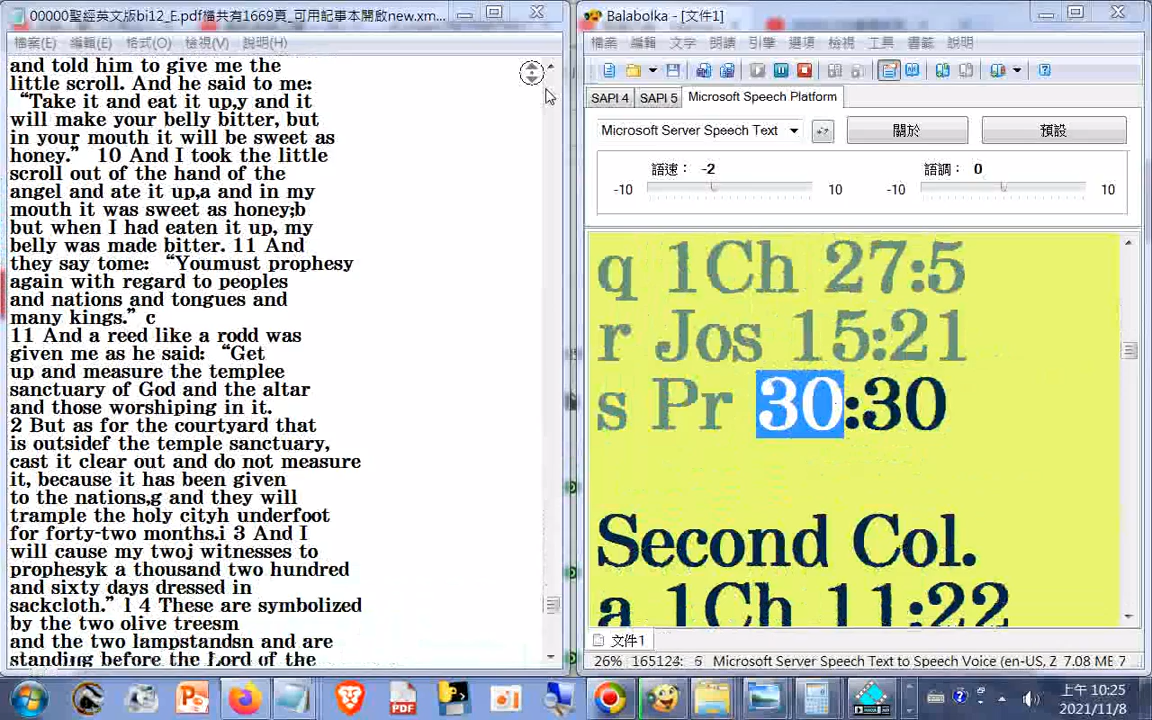 00000聖經英文版bi12_E.pdf檔共有1669頁_可用記事本開啟new.xm...
檔案(E) 編輯(E) 格式(O) 檢視(V) 說明(H)
and told him to give me the
little scroll. And he said to me:
“Take it and eat it up,y and it
will make your belly bitter, but
in your mouth it will be sweet as
honey.” 10 And I took the little
scroll out of the hand of the
angel and ate it up,a and in my
mouth it was sweet as honey;b
but when I had eaten it up, my
belly was made bitter. 11 And
they say tome: “Youmust prophesy
again with regard to peoples
and nations and tongues and
many kings.” c
11 And a reed like a rodd was
given me as he said: “Get
up and measure the templee
sanctuary of God and the altar
and those worshiping in it.
2 But as for the courtyard that
is outsidef the temple sanctuary,
cast it clear out and do not measure
it, because it has been given
to the nations,g and they will
trample the holy cityh underfoot
for forty-two months.i 3 And I
will cause my twoj witnesses to
prophesyk a thousand two hundred
and sixty days dressed in
sackcloth.” l 4 These are symbolized
by the two olive treesm
and the two lampstandsn and are
standing before the Lord of the
Balabolka - [文件1]
檔案 編輯 文字 朗讀 引擎 選項 檢視 工具 書籤 說明
SAPI 4 SAPI 5 Microsoft Speech Platform
Microsoft Server Speech Text 關於 預設
語速： -2 語調： 0
-10 10 -10 10
q 1Ch 27:5
r Jos 15:21
s Pr 30:30
Second Col.
a 1Ch 11:22
文件1
26% 165124: 6 Microsoft Server Speech Text to Speech Voice (en-US, Z 7.08 ME 7
上午 10:25
2021/11/8